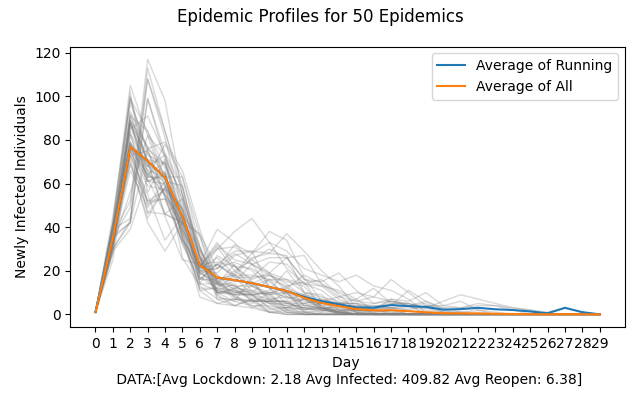 Epidemic Profiles for 50 Epidemics
120
100
80
60
40
20
0
Newly Infected Individuals
Average of Running
Average of All
0 1 2 3 4 5 6 7 8 9 10 11 12 13 14 15 16 17 18 19 20 21 22 23 24 25 26 27 28 29
Day
DATA:[Avg Lockdown: 2.18 Avg Infected: 409.82 Avg Reopen: 6.38]